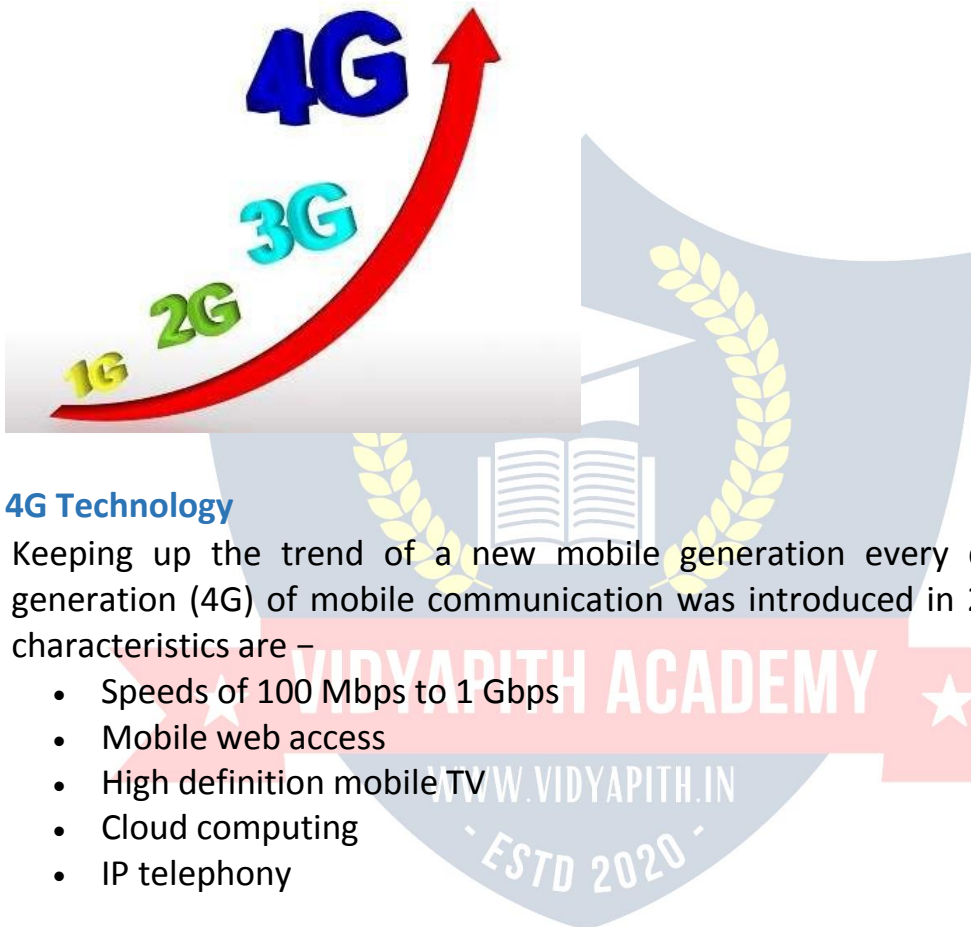 4G
3G
2G
1G
4G Technology
Keeping up the trend of a new mobile generation every
generation (4G) of mobile communication was introduced in
characteristics are –
• Speeds of 100 Mbps to 1 Gbps
• Mobile web access
• High definition mobile TV
• Cloud computing
• IP telephony
VIDYAPITH ACADEMY
WWW.VIDYAPITH.IN
- ESTD 2020 -